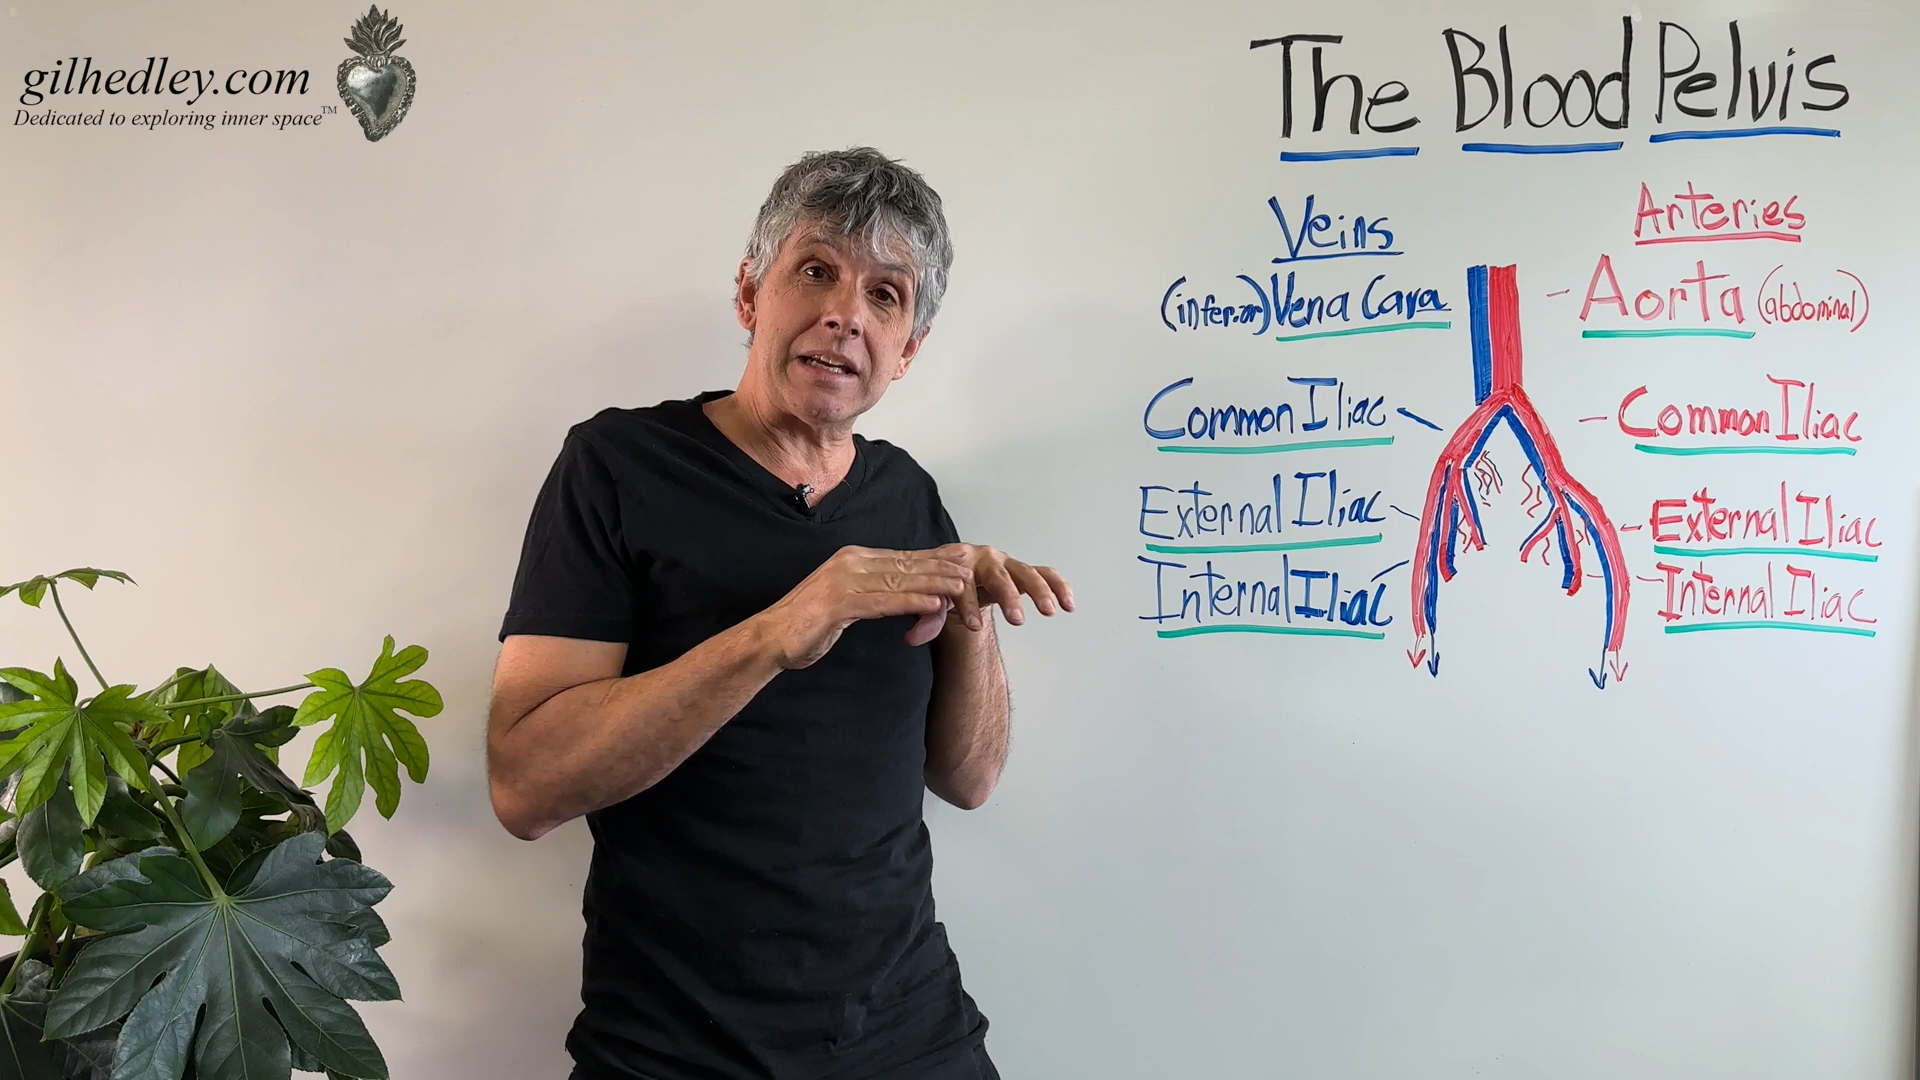 gilhedley.com
Dedicated to exploring inner space™
The Blood Pelvis
Veins
Arteries
(inferior) Vena Cava
- Aorta (abdominal)
Common Iliac
- Common Iliac
External Iliac
- External Iliac
Internal Iliac
- Internal Iliac